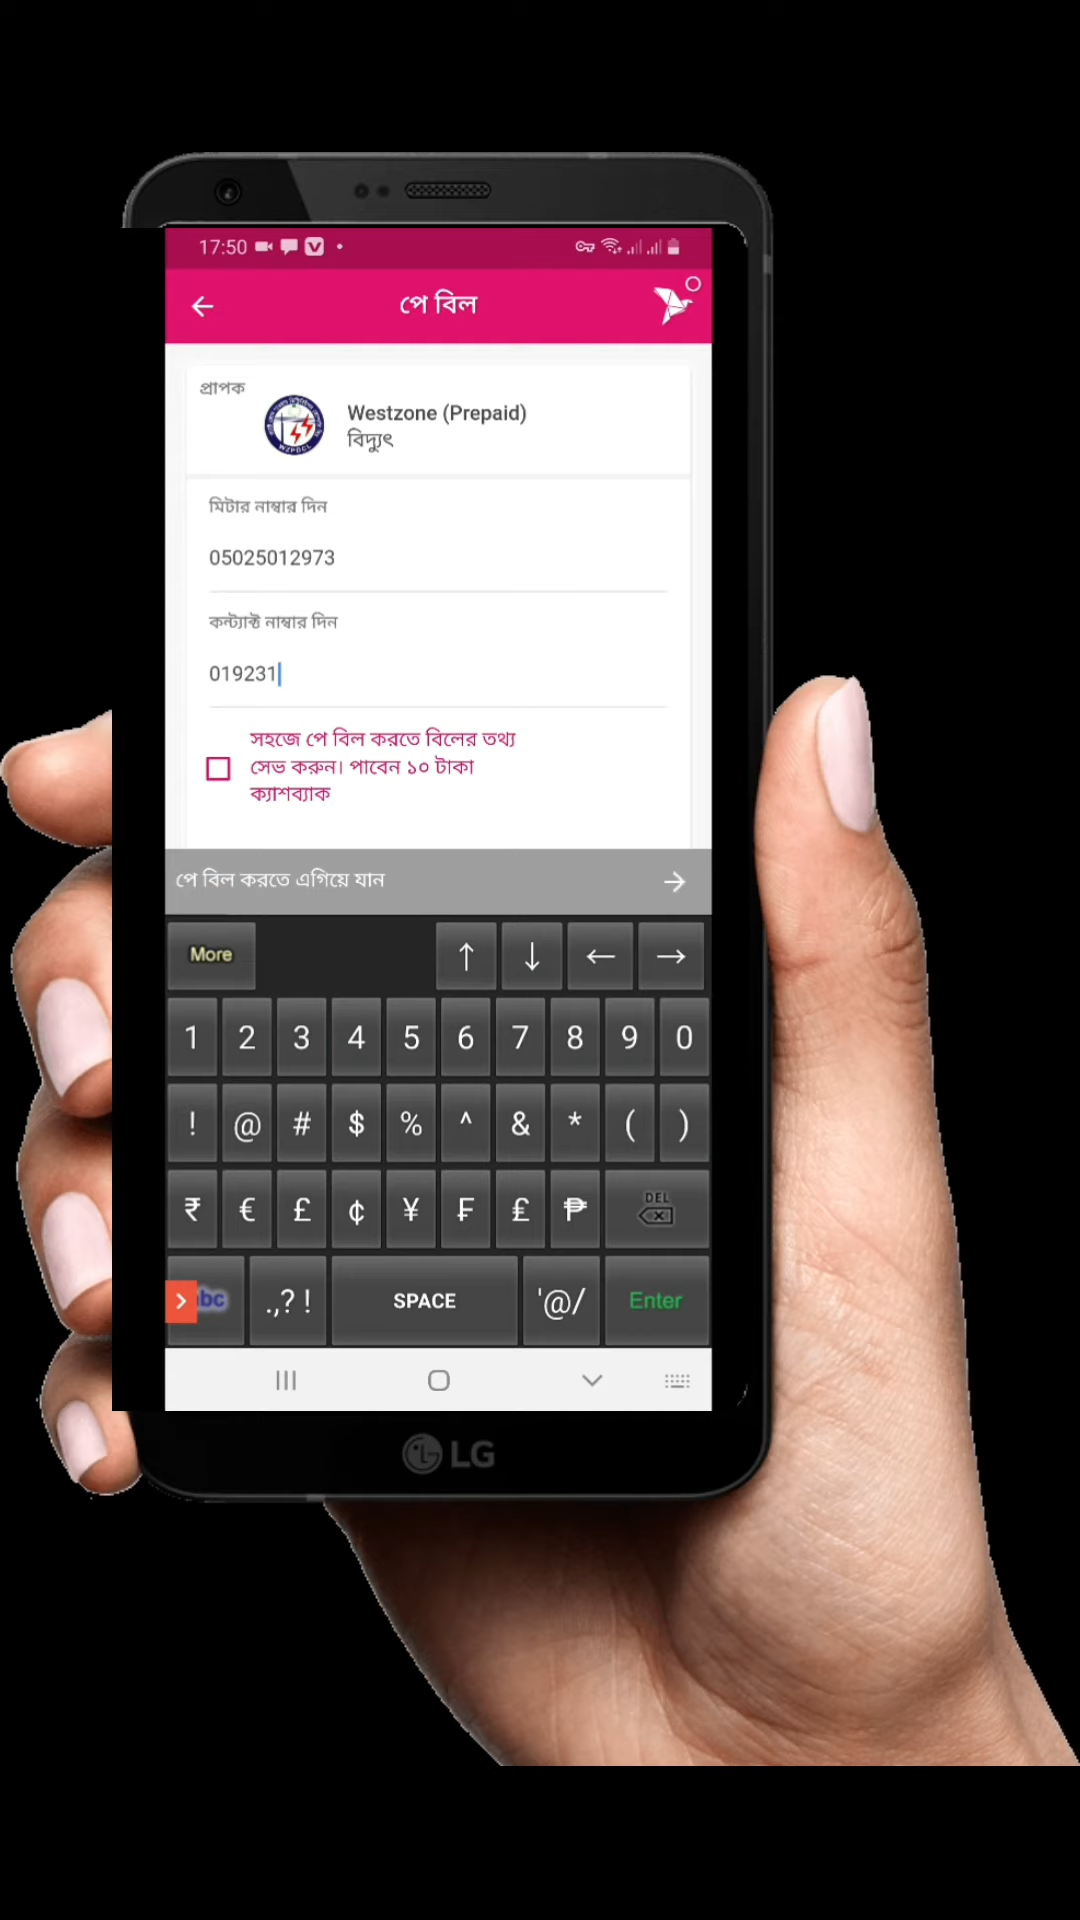 17:50
পে বিল
প্রাপক
Westzone (Prepaid)
বিদ্যুৎ
WZPDCL
মিটার নাম্বার দিন
05025012973
কন্ট্যাক্ট নাম্বার দিন
019231
সহজে পে বিল করতে বিলের তথ্য
সেভ করুন। পাবেন ১০ টাকা
ক্যাশব্যাক
পে বিল করতে এগিয়ে যান
More ↑ ↓ ← →
1 2 3 4 5 6 7 8 9 0
! @ # $ % ^ & * ( )
₹ € £ ¢ ¥ ₣ ₤ ₱ DEL
bc .,?! SPACE '@/ Enter
LG